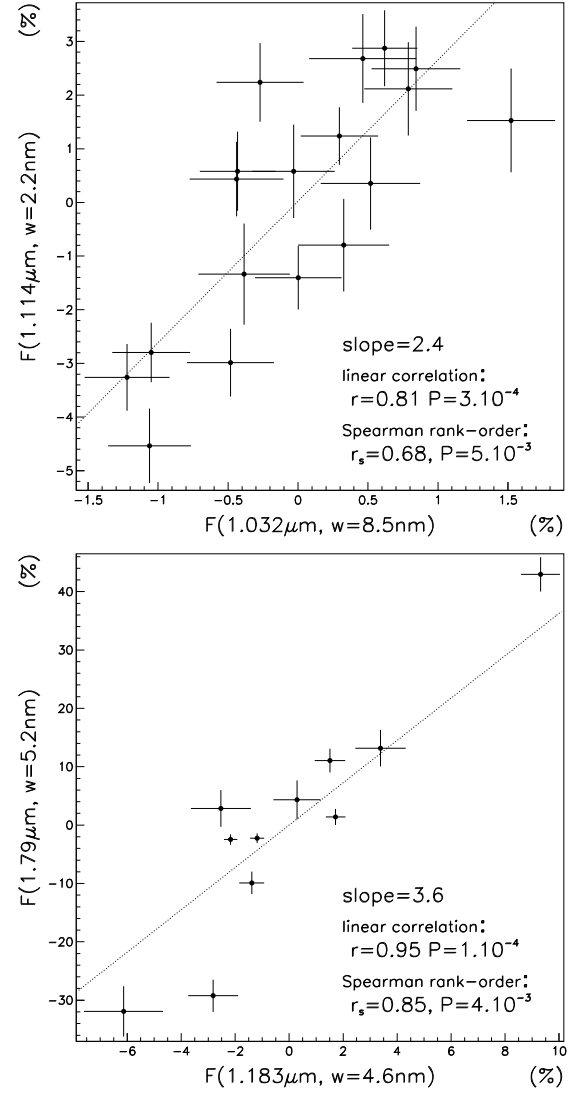 (%)
F(1.114μm, w=2.2nm)
3
2
1
0
−1
−2
−3
−4
−5
slope=2.4
linear correlation:
r=0.81 P=3.10⁻⁴
Spearman rank−order:
rₛ=0.68, P=5.10⁻³
−1.5 −1 −0.5 0 0.5 1 1.5
F(1.032μm, w=8.5nm) (%)
(%)
F(1.79μm, w=5.2nm)
40
30
20
10
0
−10
−20
−30
slope=3.6
linear correlation:
r=0.95 P=1.10⁻⁴
Spearman rank−order:
rₛ=0.85, P=4.10⁻³
−6 −4 −2 0 2 4 6 8 10
F(1.183μm, w=4.6nm) (%)